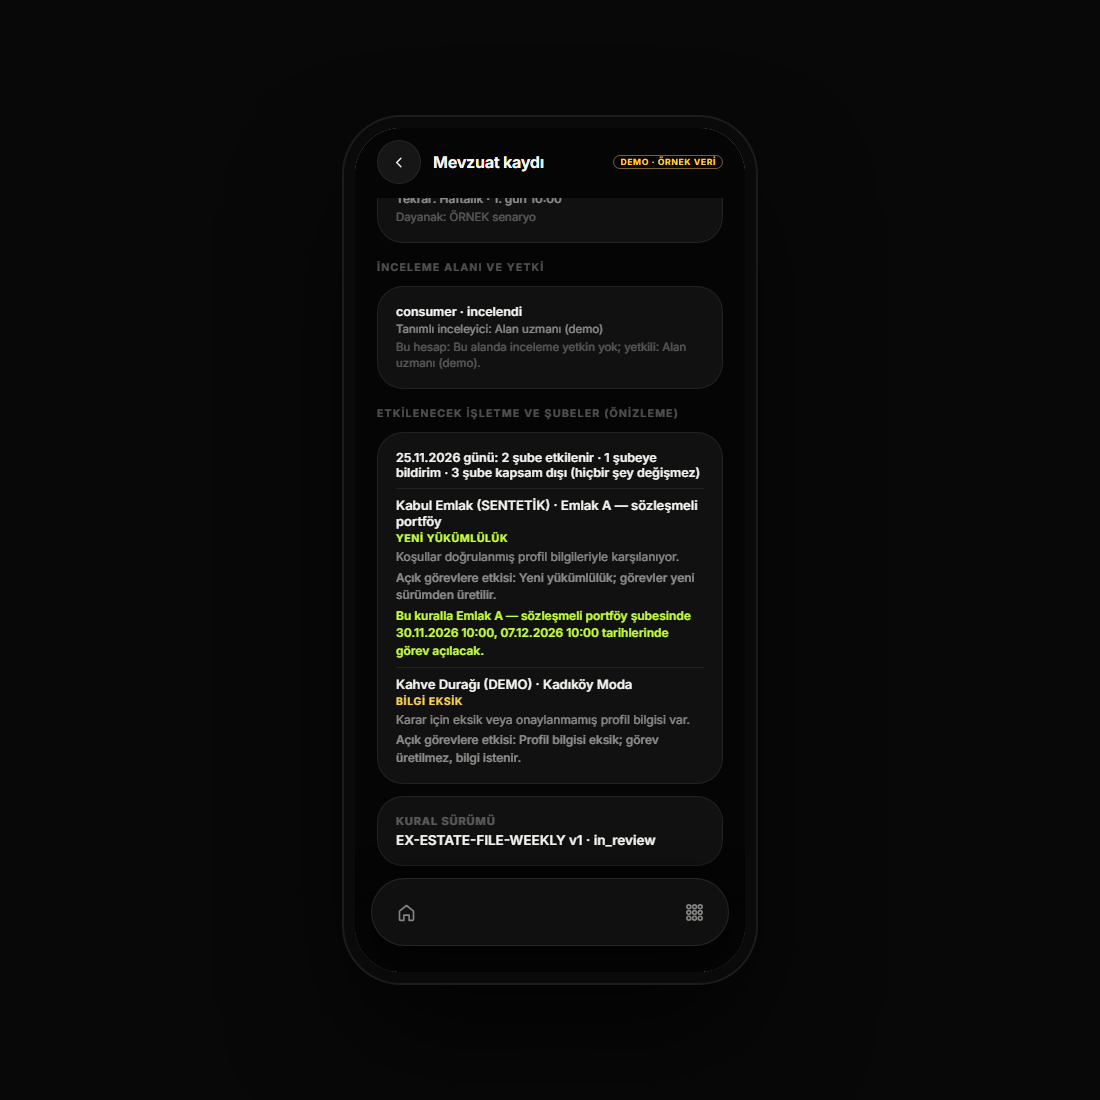 Mevzuat kaydı
DEMO · ÖRNEK VERİ
Tekrar: Haftalık · 1. gün 10:00
Dayanak: ÖRNEK senaryo
İNCELEME ALANI VE YETKİ
consumer · incelendi
Tanımlı inceleyici: Alan uzmanı (demo)
Bu hesap: Bu alanda inceleme yetkin yok; yetkili: Alan
uzmanı (demo).
ETKİLENECEK İŞLETME VE ŞUBELER (ÖNİZLEME)
25.11.2026 günü: 2 şube etkilenir · 1 şubeye
bildirim · 3 şube kapsam dışı (hiçbir şey değişmez)
Kabul Emlak (SENTETİK) · Emlak A — sözleşmeli
portföy
YENİ YÜKÜMLÜLÜK
Koşullar doğrulanmış profil bilgileriyle karşılanıyor.
Açık görevlere etkisi: Yeni yükümlülük; görevler yeni
sürümden üretilir.
Bu kuralla Emlak A — sözleşmeli portföy şubesinde
30.11.2026 10:00, 07.12.2026 10:00 tarihlerinde
görev açılacak.
Kahve Durağı (DEMO) · Kadıköy Moda
BİLGİ EKSİK
Karar için eksik veya onaylanmamış profil bilgisi var.
Açık görevlere etkisi: Profil bilgisi eksik; görev
üretilmez, bilgi istenir.
KURAL SÜRÜMÜ
EX-ESTATE-FILE-WEEKLY v1 · in_review